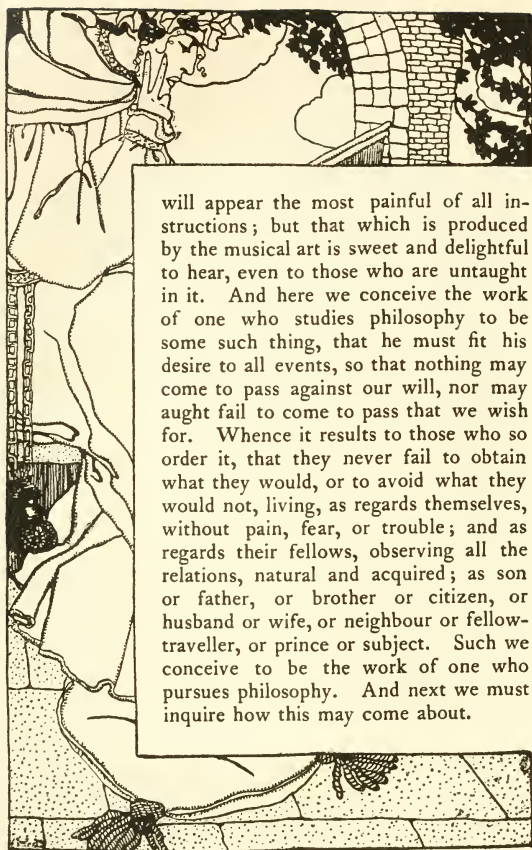 will appear the most painful of all in-
structions; but that which is produced
by the musical art is sweet and delightful
to hear, even to those who are untaught
in it. And here we conceive the work
of one who studies philosophy to be
some such thing, that he must fit his
desire to all events, so that nothing may
come to pass against our will, nor may
aught fail to come to pass that we wish
for. Whence it results to those who so
order it, that they never fail to obtain
what they would, or to avoid what they
would not, living, as regards themselves,
without pain, fear, or trouble; and as
regards their fellows, observing all the
relations, natural and acquired; as son
or father, or brother or citizen, or
husband or wife, or neighbour or fellow-
traveller, or prince or subject. Such we
conceive to be the work of one who
pursues philosophy. And next we must
inquire how this may come about.